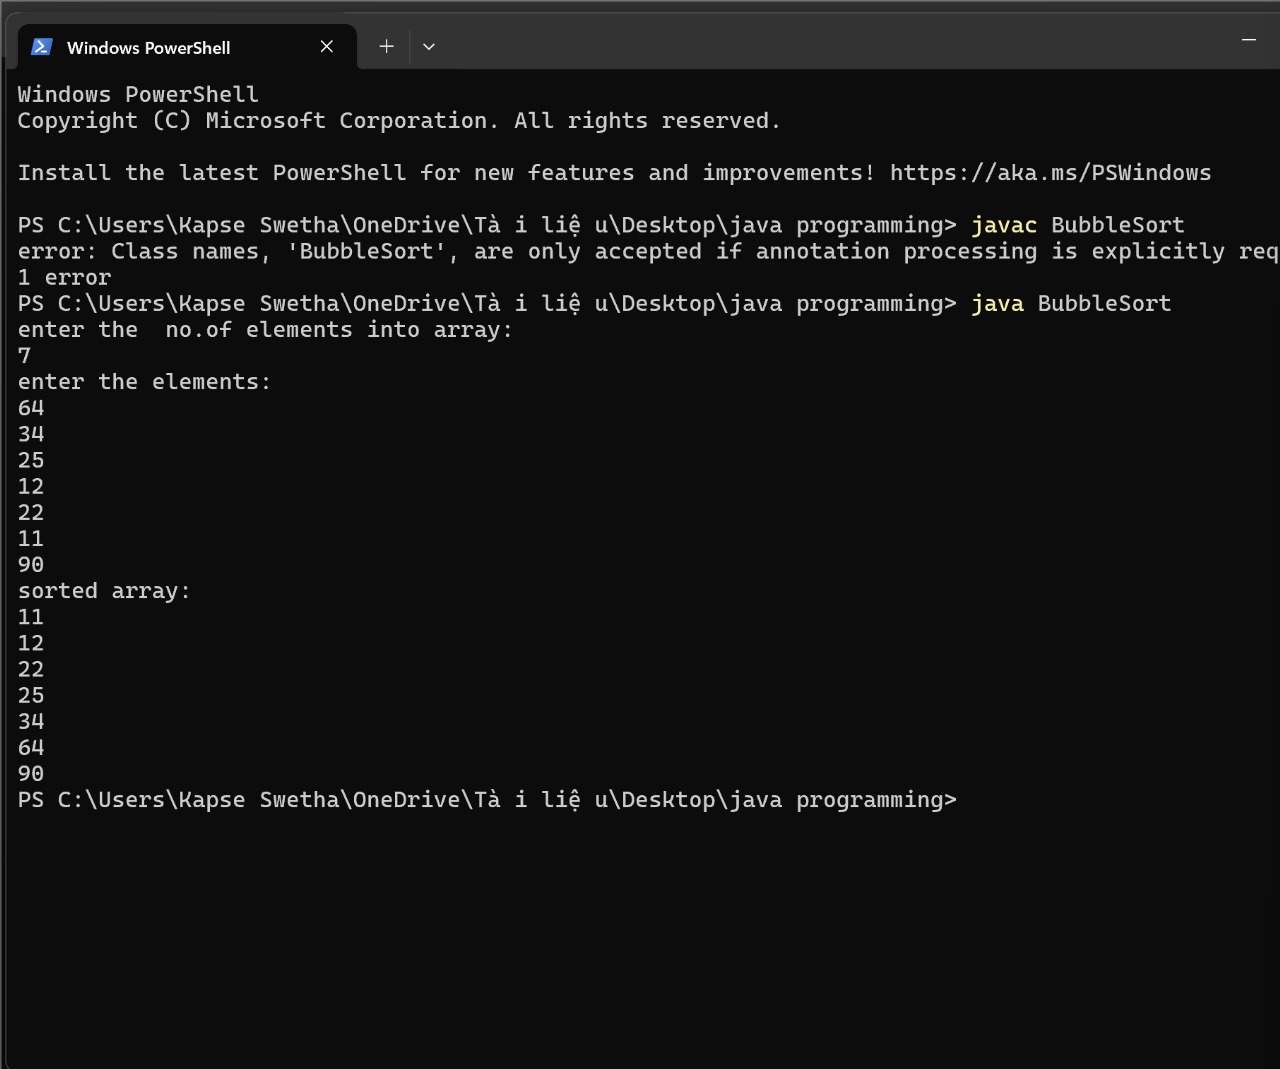 Windows PowerShell
Windows PowerShell
Copyright (C) Microsoft Corporation. All rights reserved.
Install the latest PowerShell for new features and improvements! https://aka.ms/PSWindows
PS C:\Users\Kapse Swetha\OneDrive\Tà i liệ u\Desktop\java programming> javac BubbleSort
error: Class names, 'BubbleSort', are only accepted if annotation processing is explicitly req
1 error
PS C:\Users\Kapse Swetha\OneDrive\Tà i liệ u\Desktop\java programming> java BubbleSort
enter the  no.of elements into array:
7
enter the elements:
64
34
25
12
22
11
90
sorted array:
11
12
22
25
34
64
90
PS C:\Users\Kapse Swetha\OneDrive\Tà i liệ u\Desktop\java programming>